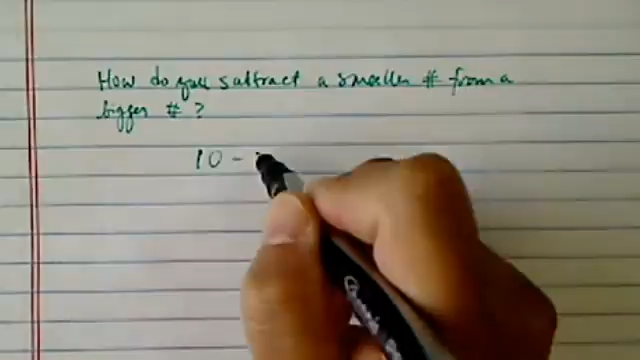 How do you subtract a smaller # from a
bigger # ?
10 -